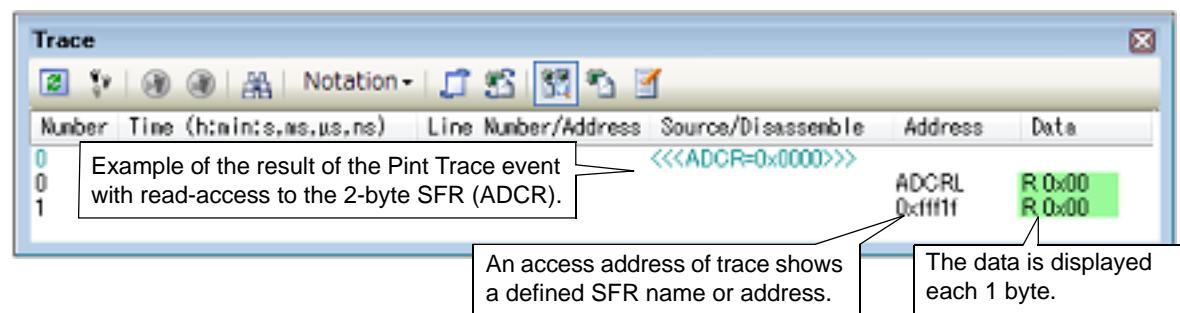 Trace
Notation
Number Time (h:min:s,ms,µs,ns) Line Number/Address Source/Disassemble Address Data
0 <<<ADCR=0x0000>>>
0 ADCRL R 0x00
1 0xfff1f R 0x00
Example of the result of the Pint Trace event
with read-access to the 2-byte SFR (ADCR).
An access address of trace shows
a defined SFR name or address.
The data is displayed
each 1 byte.